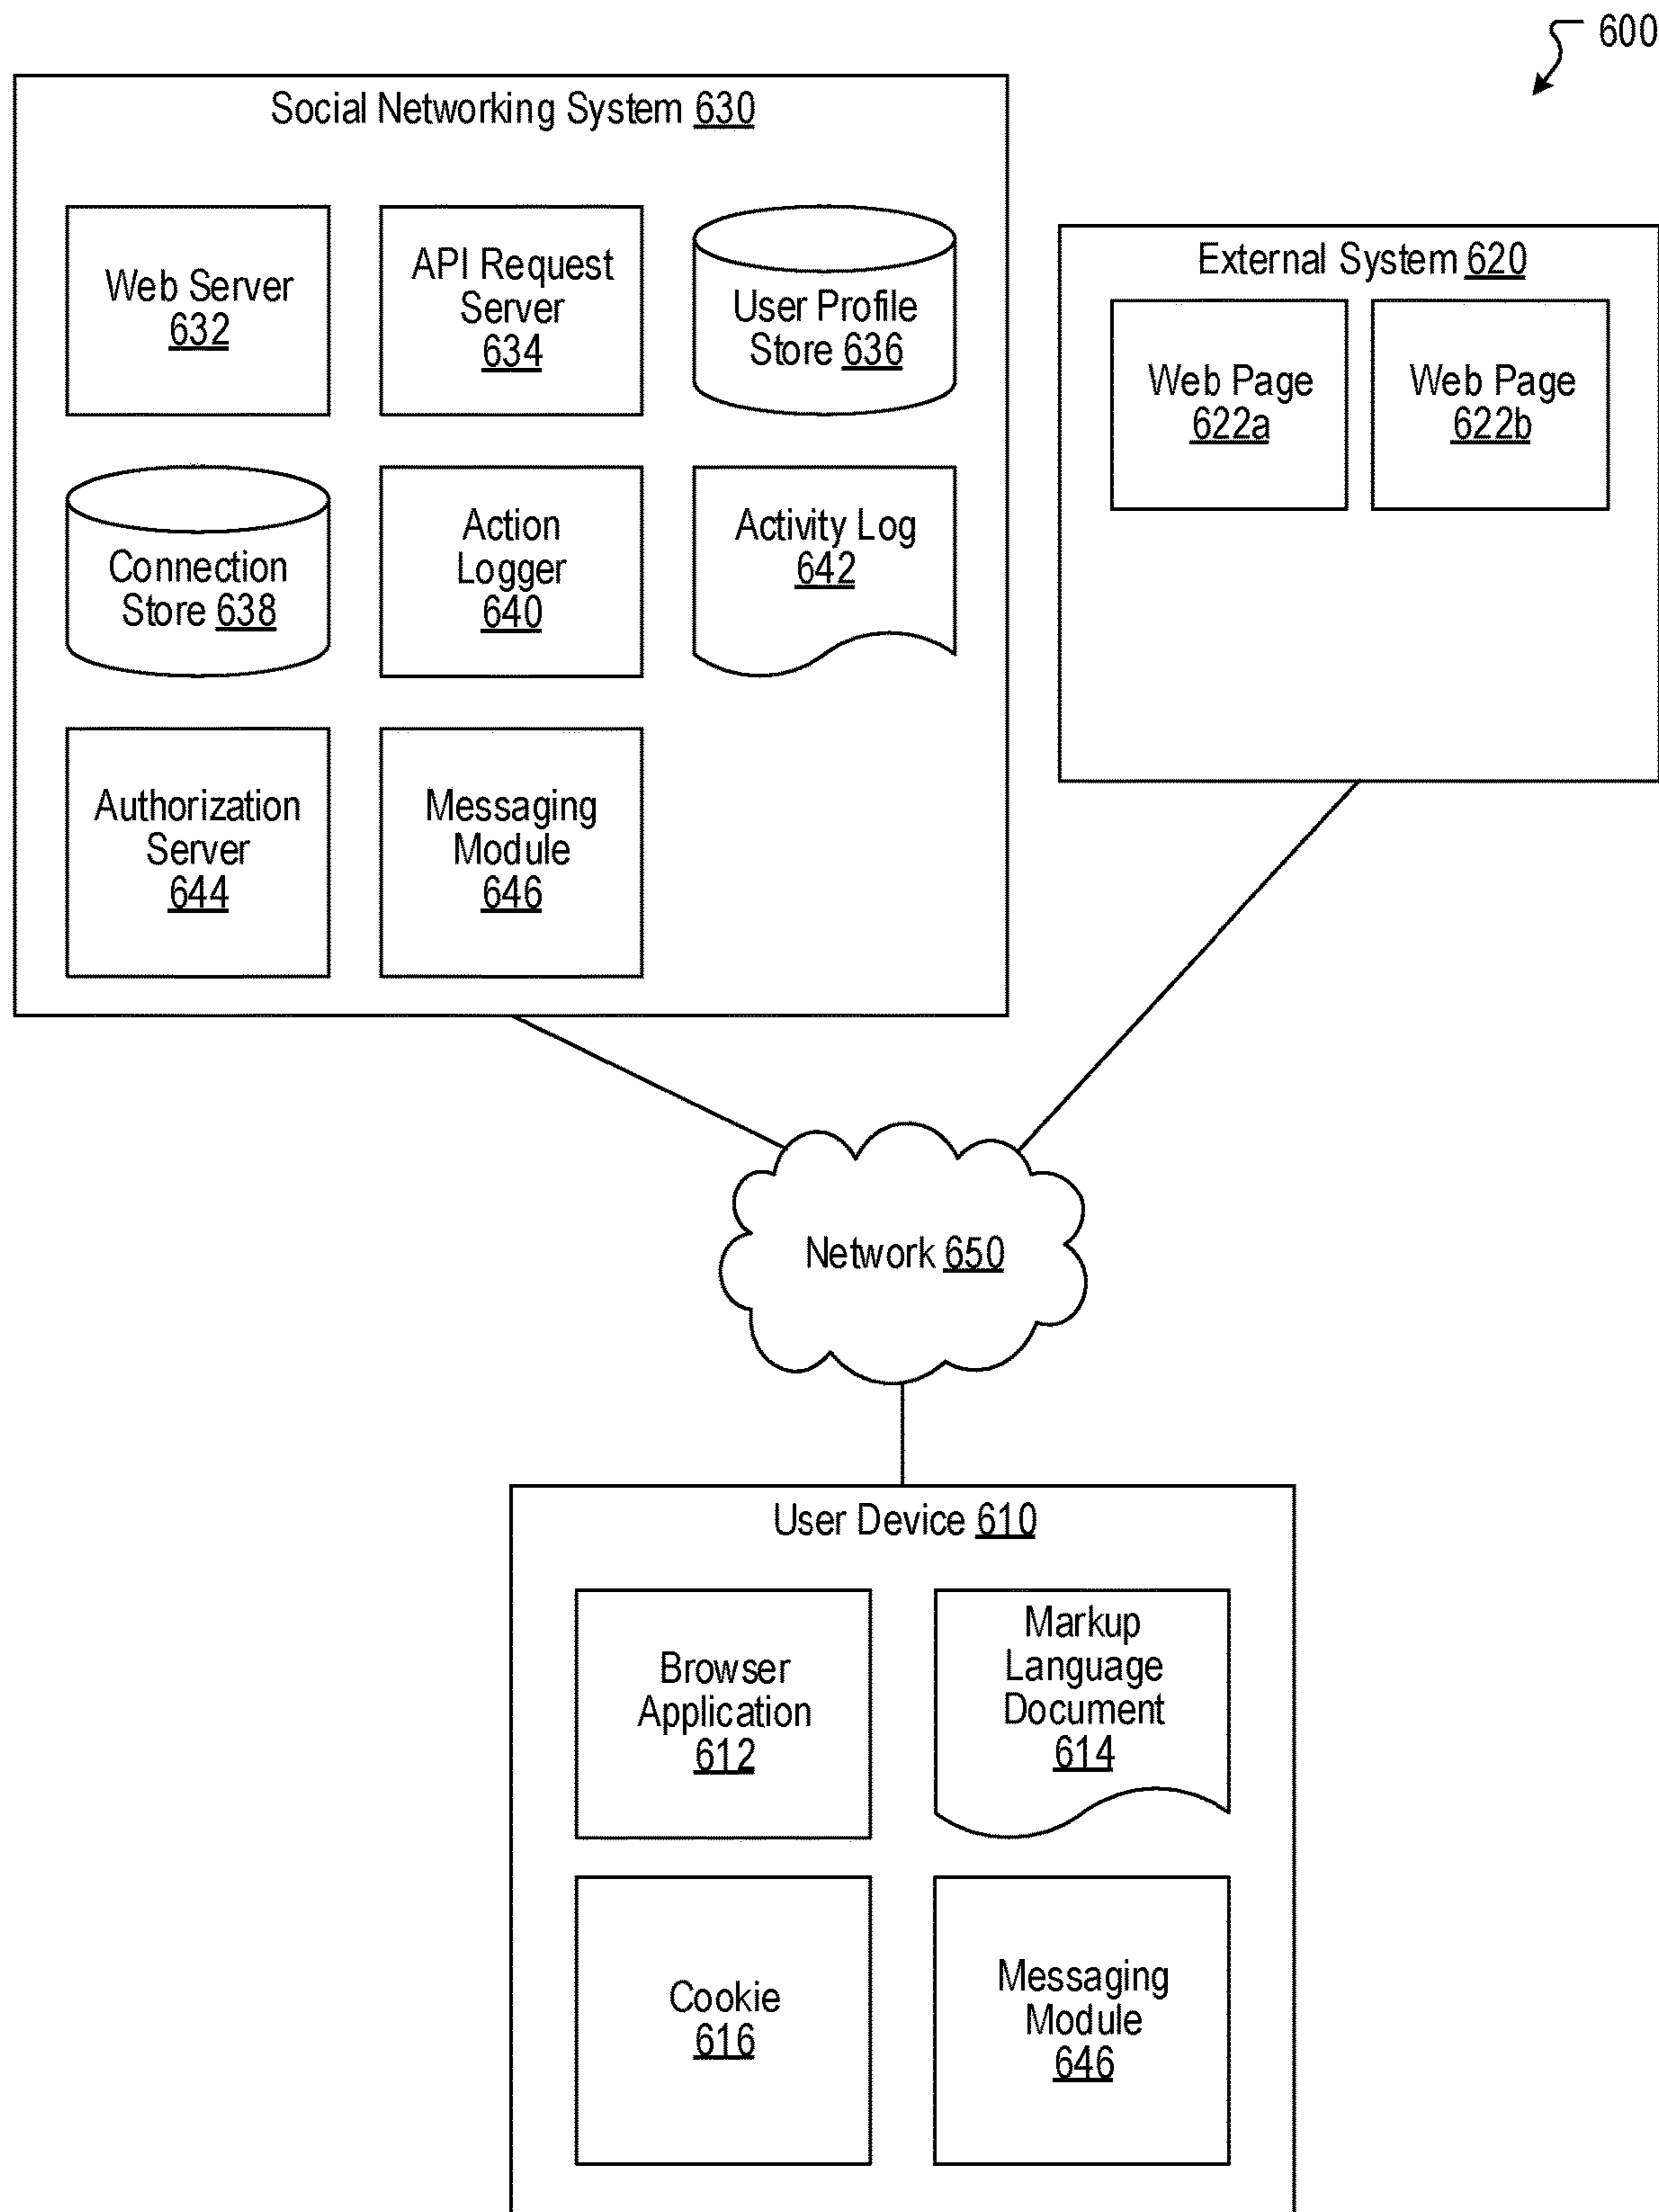 600
Social Networking System 630
Web Server
632
API Request
Server
634
User Profile
Store 636
Connection
Store 638
Action
Logger
640
Activity Log
642
Authorization
Server
644
Messaging
Module
646
External System 620
Web Page
622a
Web Page
622b
Network 650
User Device 610
Browser
Application
612
Markup
Language
Document
614
Cookie
616
Messaging
Module
646